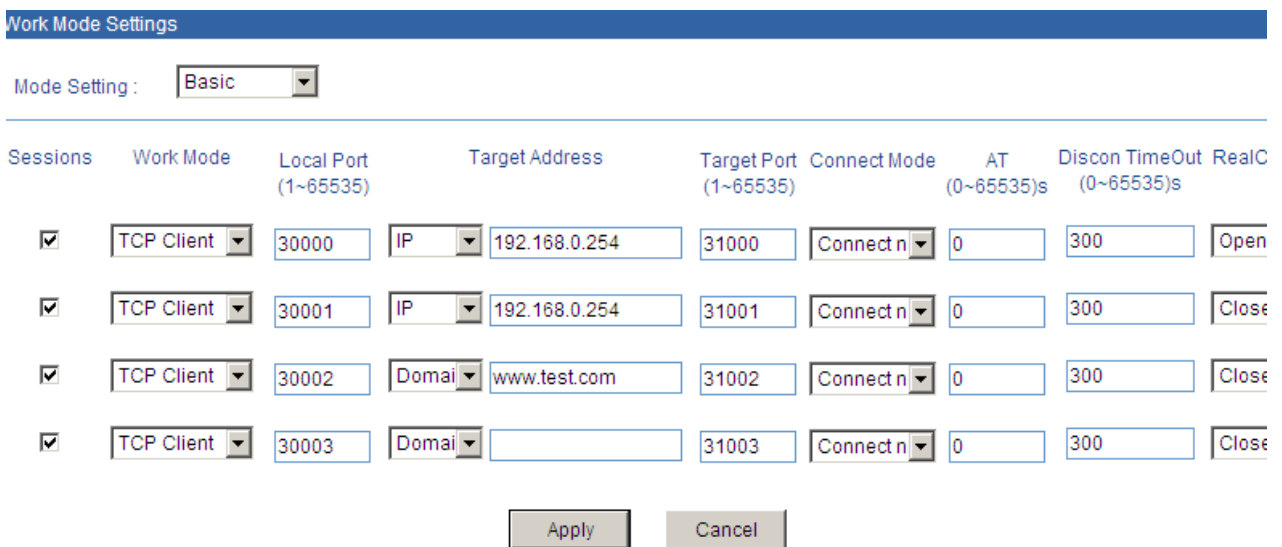 Work Mode Settings
Mode Setting : Basic
Sessions Work Mode Local Port (1~65535) Target Address Target Port (1~65535) Connect Mode AT (0~65535)s Discon TimeOut (0~65535)s RealC
TCP Client 30000 IP 192.168.0.254 31000 Connect n 0 300 Open
TCP Client 30001 IP 192.168.0.254 31001 Connect n 0 300 Close
TCP Client 30002 Domai www.test.com 31002 Connect n 0 300 Close
TCP Client 30003 Domai 31003 Connect n 0 300 Close
Apply Cancel